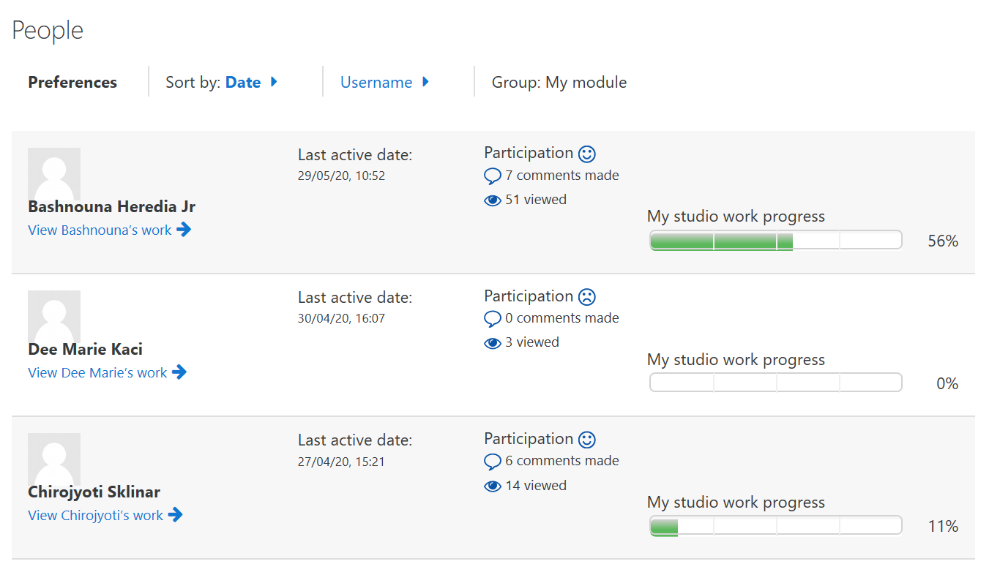 People
Preferences
Sort by: Date
Username
Group: My module
Bashnouna Heredia Jr
View Bashnouna's work
Last active date:
29/05/20, 10:52
Participation
7 comments made
51 viewed
My studio work progress
56%
Dee Marie Kaci
View Dee Marie's work
Last active date:
30/04/20, 16:07
Participation
0 comments made
3 viewed
My studio work progress
0%
Chirojyoti Sklinar
View Chirojyoti's work
Last active date:
27/04/20, 15:21
Participation
6 comments made
14 viewed
My studio work progress
11%